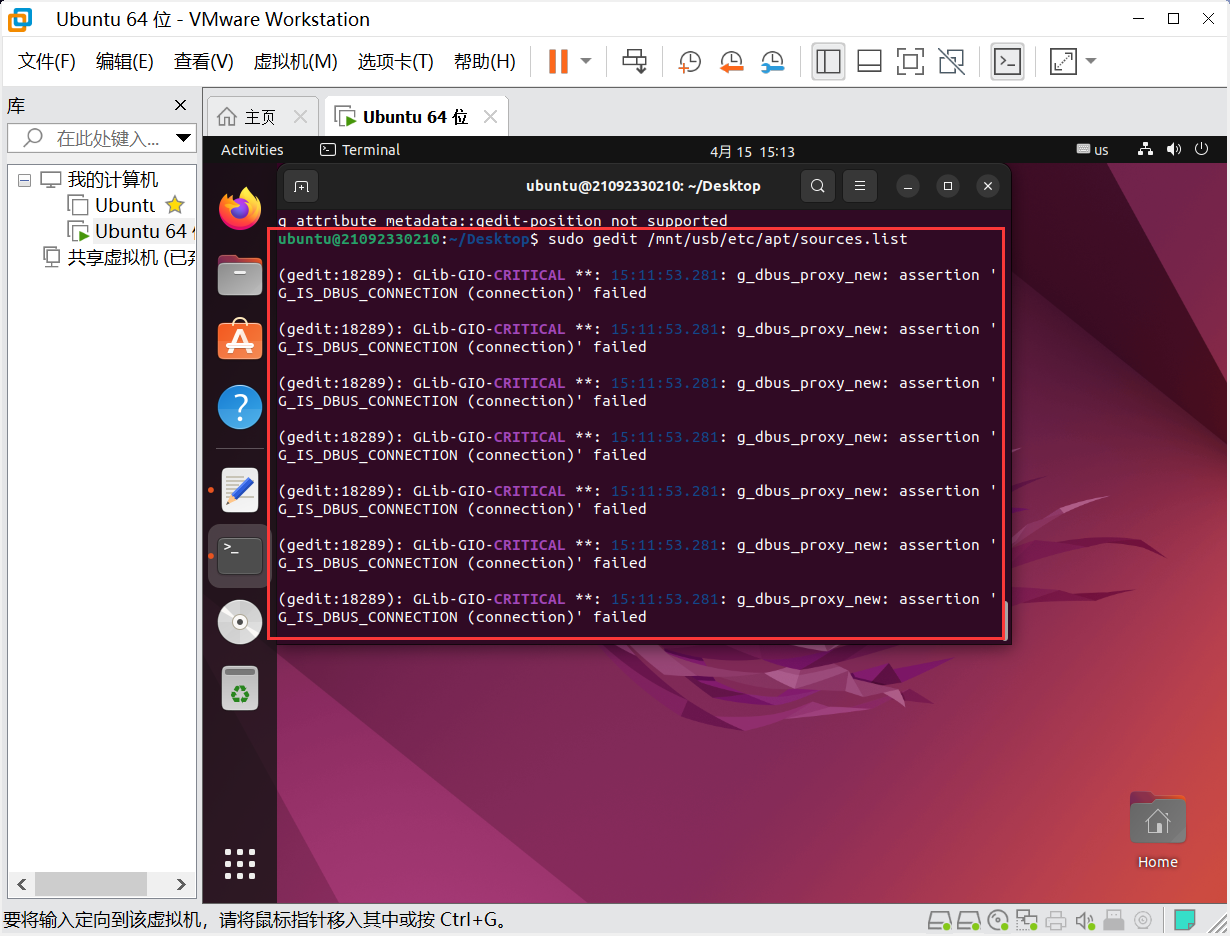 Ubuntu 64 位 - VMware Workstation
文件(F) 编辑(E) 查看(V) 虚拟机(M) 选项卡(T) 帮助(H)
库
在此处键入...
我的计算机
Ubuntu
Ubuntu 64
共享虚拟机 (已弃
主页
Ubuntu 64 位
Activities
Terminal
4月 15 15:13
us
ubuntu@21092330210: ~/Desktop
g attribute metadata::gedit-position not supported
ubuntu@21092330210:~/Desktop$ sudo gedit /mnt/usb/etc/apt/sources.list
(gedit:18289): GLib-GIO-CRITICAL **: 15:11:53.281: g_dbus_proxy_new: assertion '
G_IS_DBUS_CONNECTION (connection)' failed
(gedit:18289): GLib-GIO-CRITICAL **: 15:11:53.281: g_dbus_proxy_new: assertion '
G_IS_DBUS_CONNECTION (connection)' failed
(gedit:18289): GLib-GIO-CRITICAL **: 15:11:53.281: g_dbus_proxy_new: assertion '
G_IS_DBUS_CONNECTION (connection)' failed
(gedit:18289): GLib-GIO-CRITICAL **: 15:11:53.281: g_dbus_proxy_new: assertion '
G_IS_DBUS_CONNECTION (connection)' failed
(gedit:18289): GLib-GIO-CRITICAL **: 15:11:53.281: g_dbus_proxy_new: assertion '
G_IS_DBUS_CONNECTION (connection)' failed
(gedit:18289): GLib-GIO-CRITICAL **: 15:11:53.281: g_dbus_proxy_new: assertion '
G_IS_DBUS_CONNECTION (connection)' failed
(gedit:18289): GLib-GIO-CRITICAL **: 15:11:53.281: g_dbus_proxy_new: assertion '
G_IS_DBUS_CONNECTION (connection)' failed
Home
要将输入定向到该虚拟机，请将鼠标指针移入其中或按 Ctrl+G。